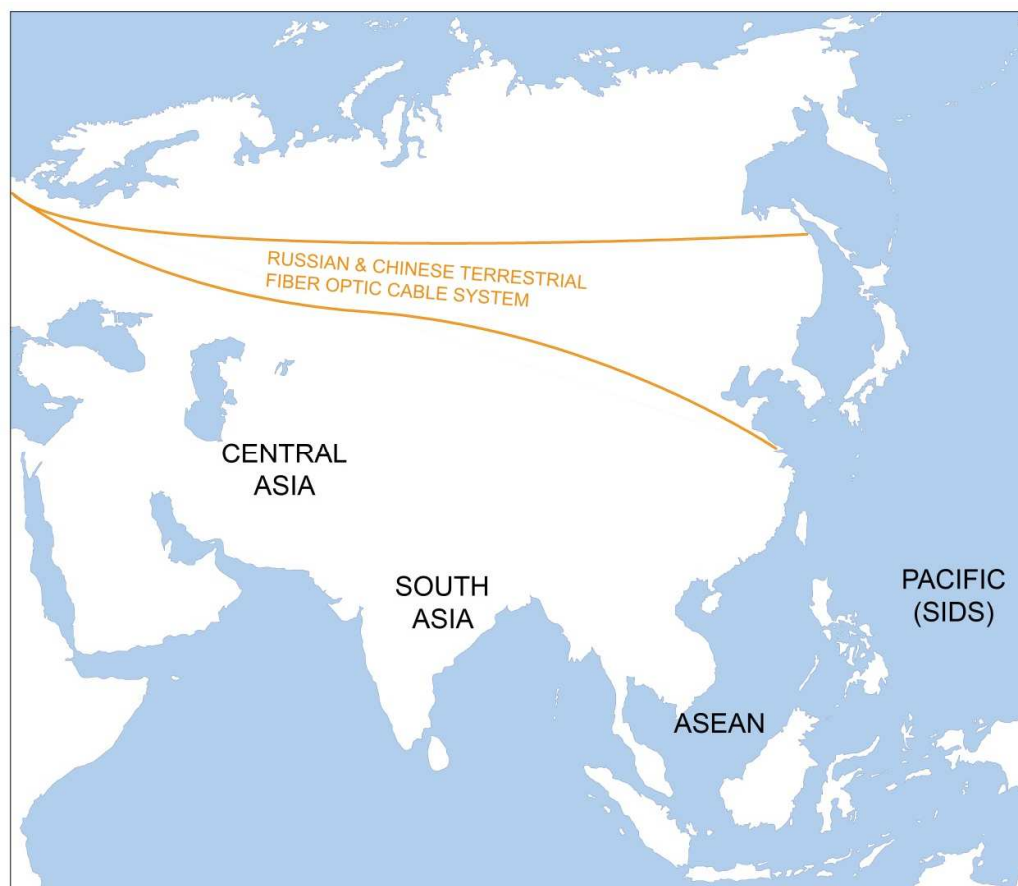 RUSSIAN & CHINESE TERRESTRIAL
FIBER OPTIC CABLE SYSTEM
CENTRAL
ASIA
SOUTH
ASIA
PACIFIC
(SIDS)
ASEAN